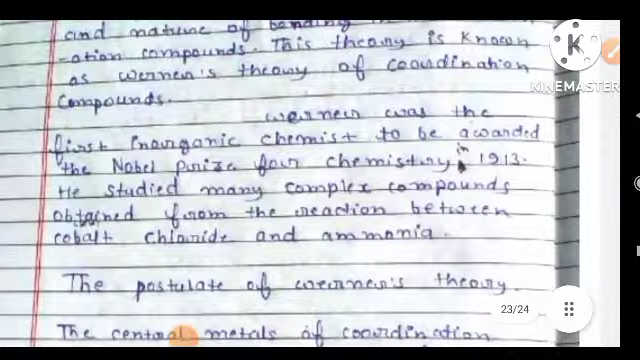 and nature of bonding in
-ation compounds. This theory is known
as werner's theory of coordination
compounds.
werner was the
first Inorganic chemist to be awarded
the Nobel prize for chemistry in 1913.
He studied many complex compounds
obtained from the reaction between
cobalt chloride and ammonia.
The postulate of werner's theory.
The central metals of coordination
K
KINEMASTER
23/24